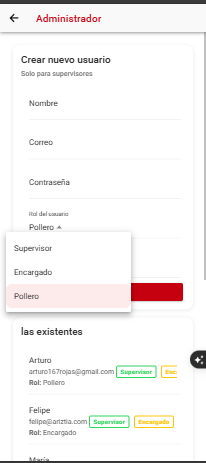 Administrador
Crear nuevo usuario
Solo para supervisores
Nombre
Correo
Contraseña
Rol del usuario
Pollero
Supervisor
Encargado
Pollero
las existentes
Arturo
arturo167rojas@gmail.com Supervisor Enc
Rol: Pollero
Felipe
felipe@ariztia.com Supervisor Encargado
Rol: Encargado
María